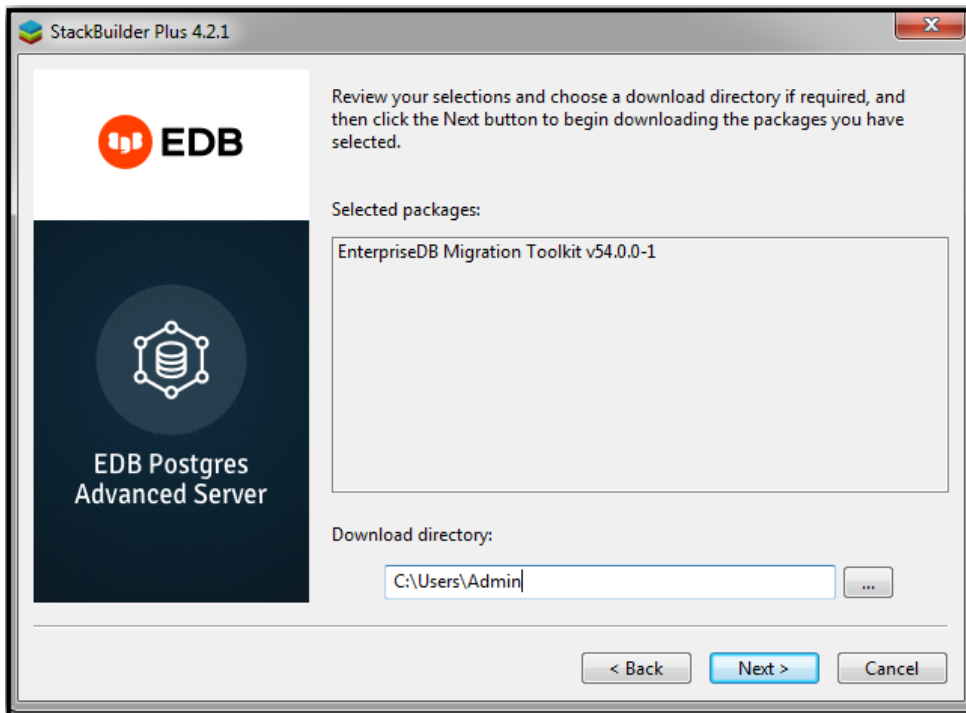 StackBuilder Plus 4.2.1
EDB
EDB Postgres
Advanced Server
Review your selections and choose a download directory if required, and
then click the Next button to begin downloading the packages you have
selected.
Selected packages:
EnterpriseDB Migration Toolkit v54.0.0-1
Download directory:
C:\Users\Admin
...
< Back
Next >
Cancel